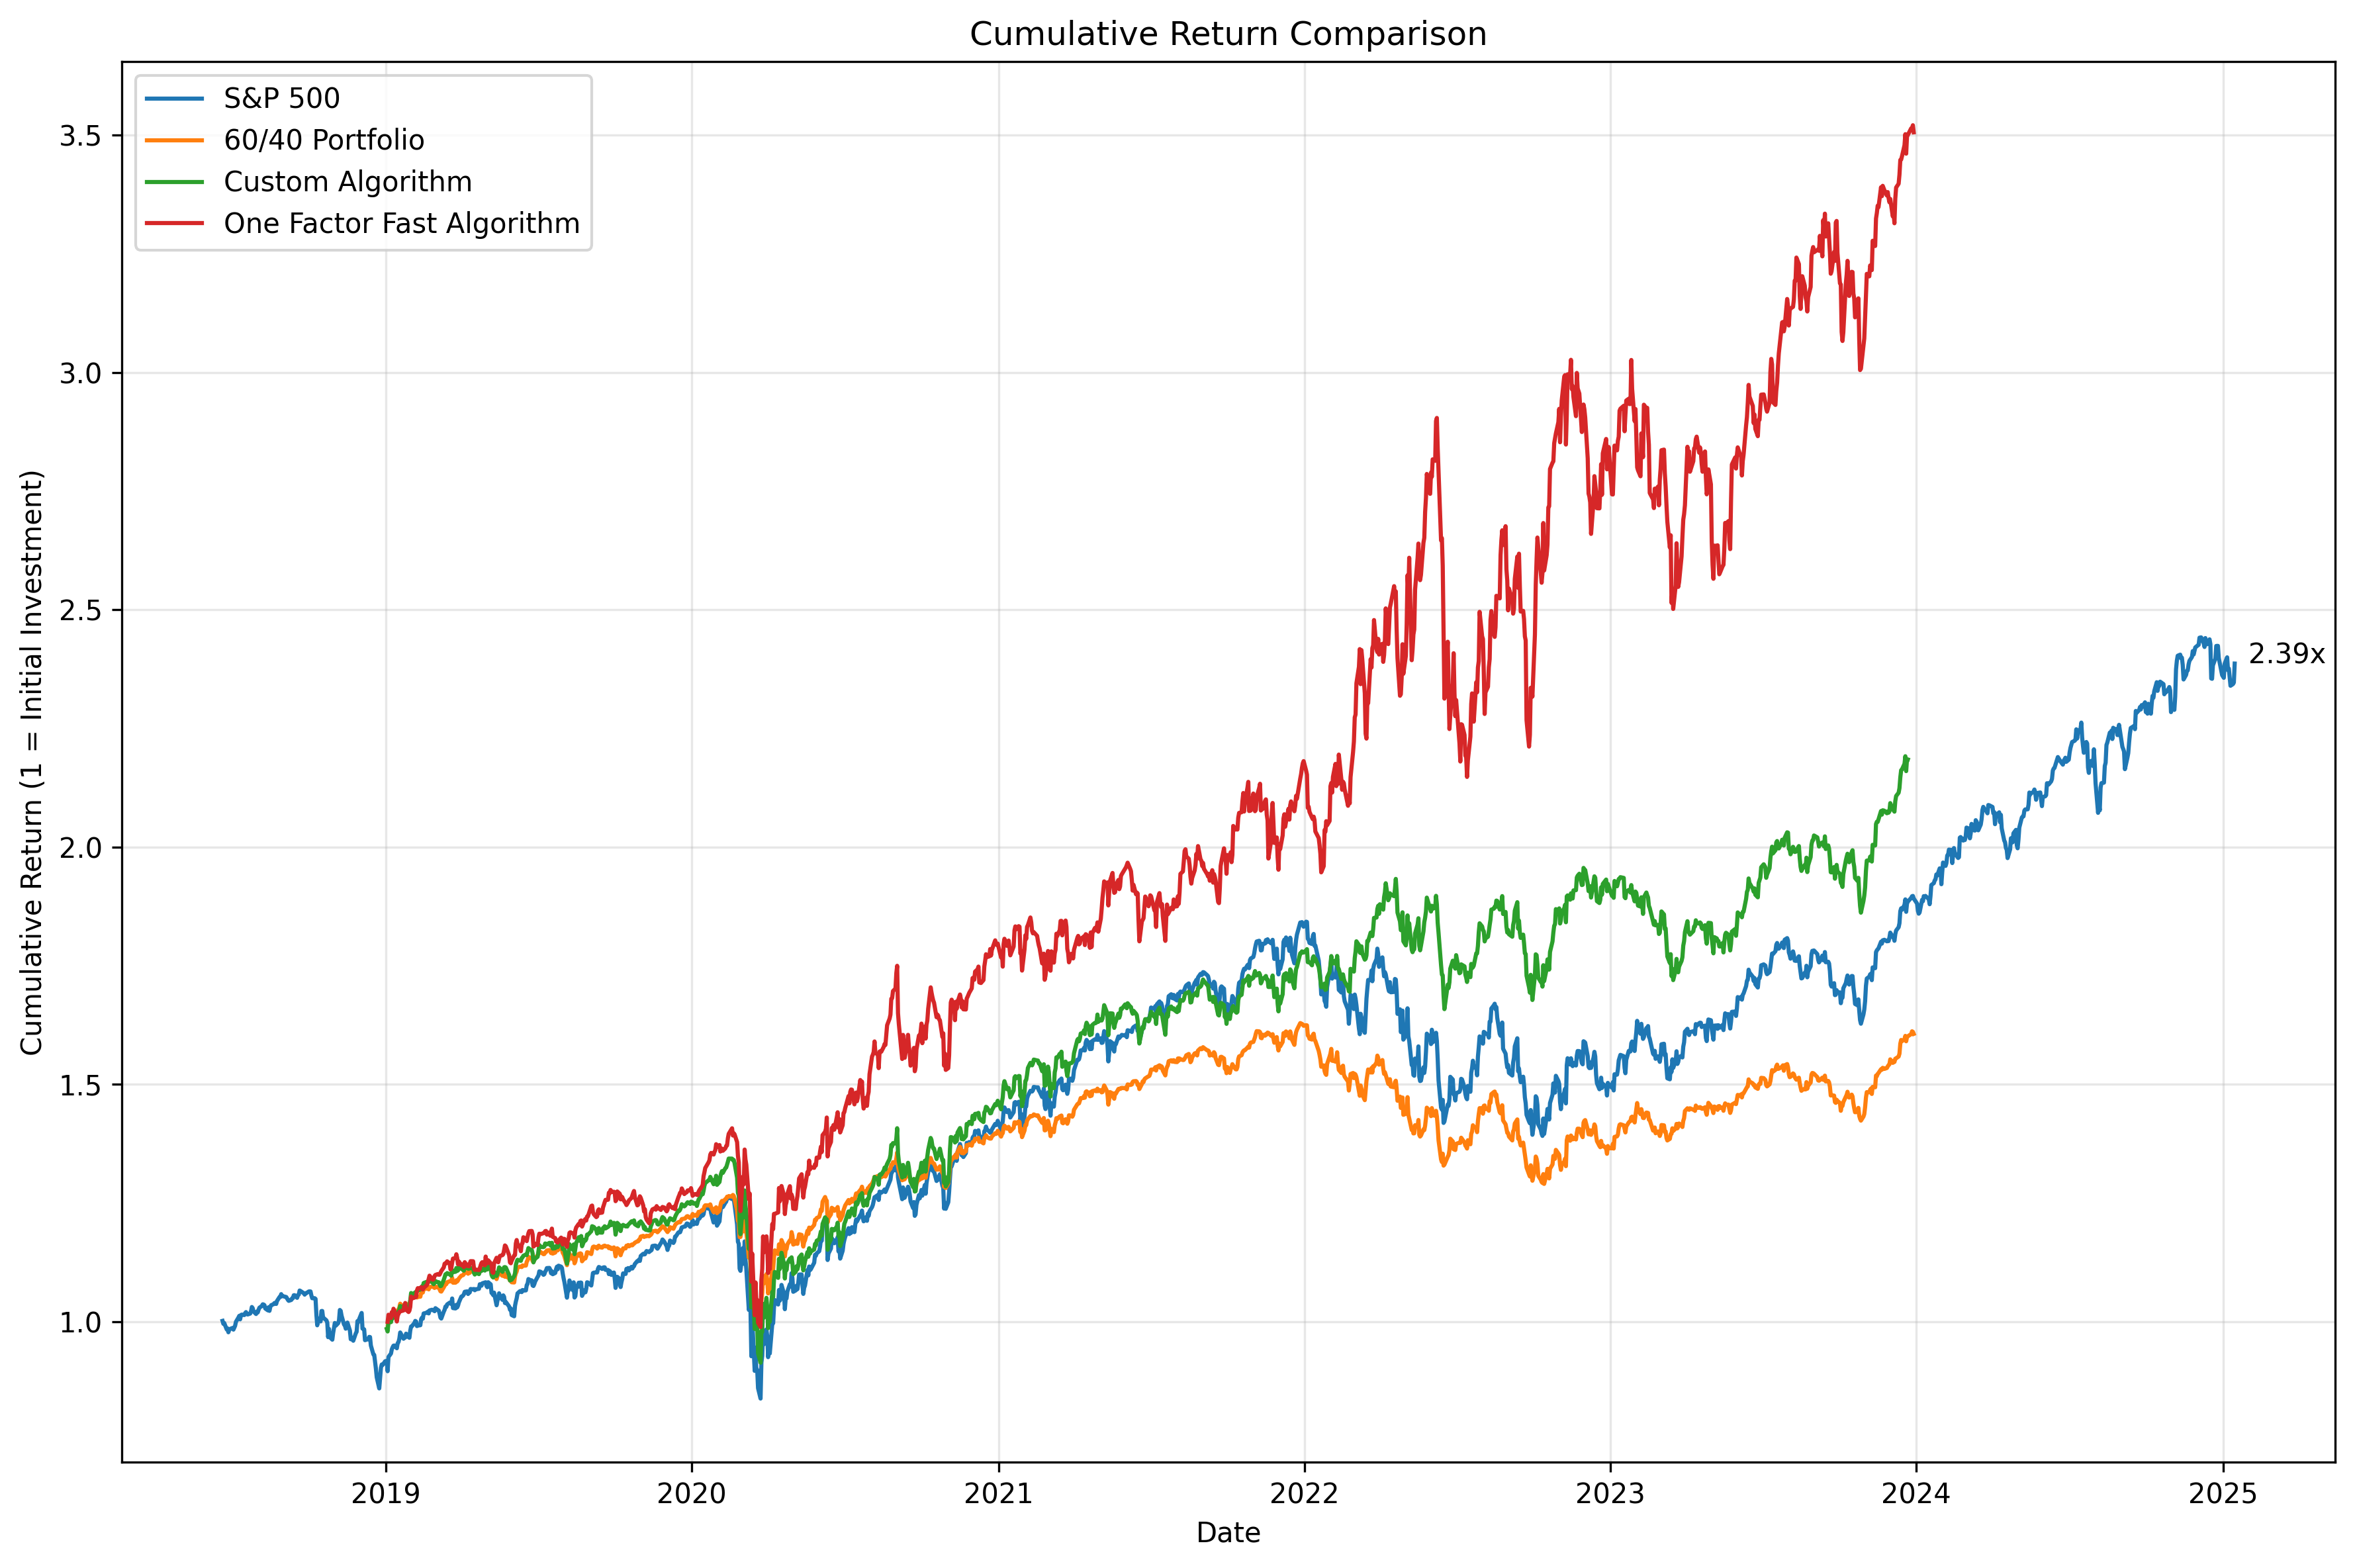 Cumulative Return Comparison
S&P 500
60/40 Portfolio
Custom Algorithm
One Factor Fast Algorithm
Cumulative Return (1 = Initial Investment)
3.5
3.0
2.5
2.0
1.5
1.0
2.39x
2019
2020
2021
2022
2023
2024
2025
Date